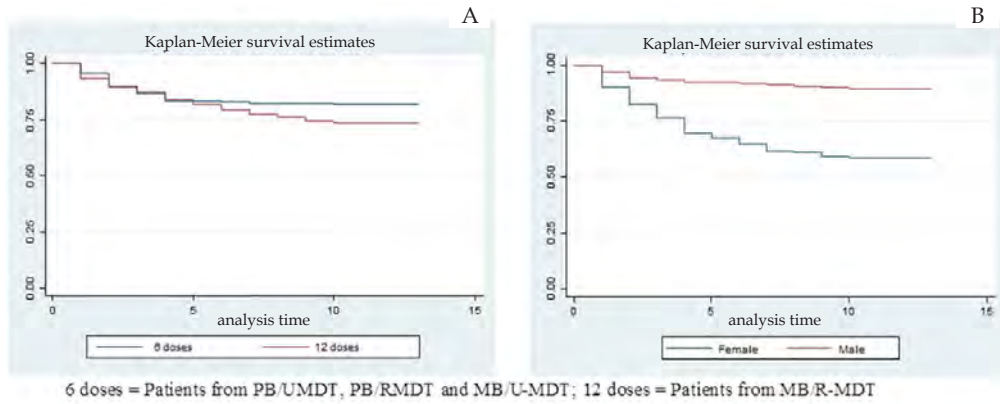 A
Kaplan-Meier survival estimates
1.00
0.75
0.50
0.25
0.00
0
5
10
15
analysis time
6 doses
12 doses
B
Kaplan-Meier survival estimates
1.00
0.75
0.50
0.25
0.00
0
5
10
15
analysis time
Female
Male
6 doses = Patients from PB/UMDT, PB/RMDT and MB/U-MDT; 12 doses = Patients from MB/R-MDT